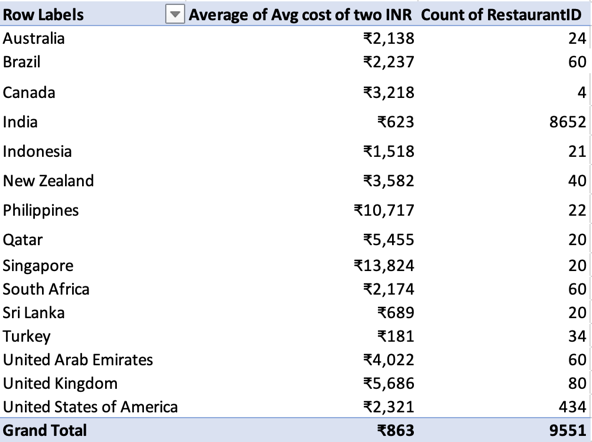 Row Labels Average of Avg cost of two INR Count of RestaurantID
Australia ₹2,138 24
Brazil ₹2,237 60
Canada ₹3,218 4
India ₹623 8652
Indonesia ₹1,518 21
New Zealand ₹3,582 40
Philippines ₹10,717 22
Qatar ₹5,455 20
Singapore ₹13,824 20
South Africa ₹2,174 60
Sri Lanka ₹689 20
Turkey ₹181 34
United Arab Emirates ₹4,022 60
United Kingdom ₹5,686 80
United States of America ₹2,321 434
Grand Total ₹863 9551